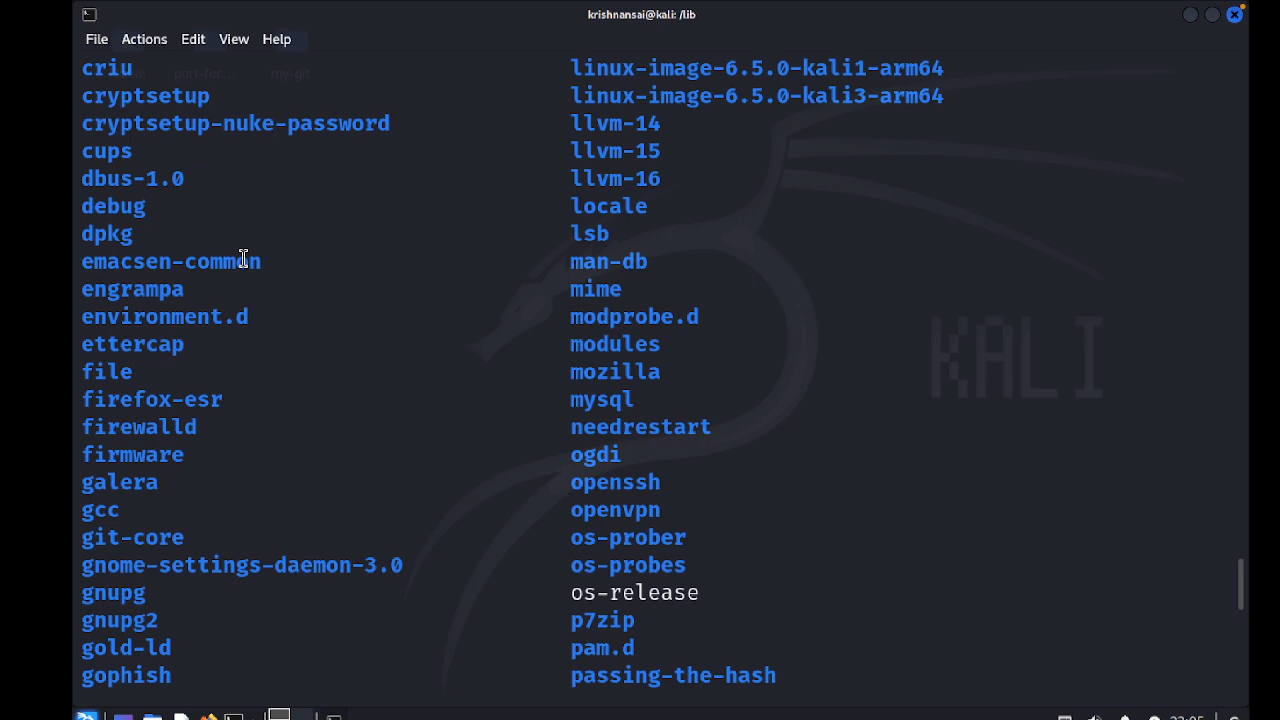 krishnansai@kali: /lib
File Actions Edit View Help
criu linux-image-6.5.0-kali1-arm64
cryptsetup linux-image-6.5.0-kali3-arm64
cryptsetup-nuke-password llvm-14
cups llvm-15
dbus-1.0 llvm-16
debug locale
dpkg lsb
emacsen-common man-db
engrampa mime
environment.d modprobe.d
ettercap modules
file mozilla
firefox-esr mysql
firewalld needrestart
firmware ogdi
galera openssh
gcc openvpn
git-core os-prober
gnome-settings-daemon-3.0 os-probes
gnupg os-release
gnupg2 p7zip
gold-ld pam.d
gophish passing-the-hash
KALI